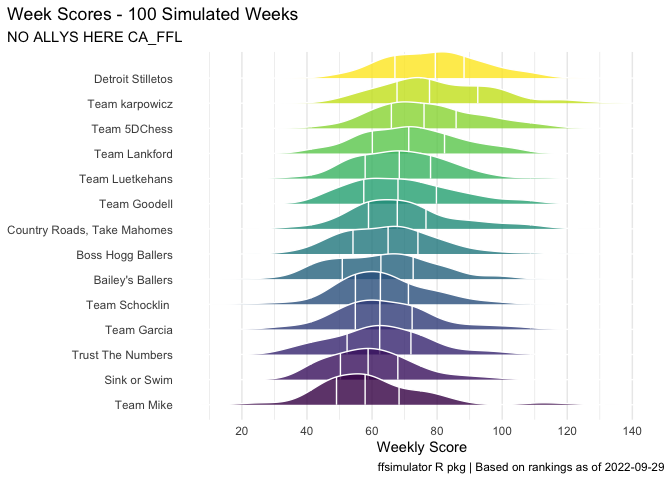 Week Scores - 100 Simulated Weeks
NO ALLYS HERE CA_FFL
Detroit Stilletos
Team karpowicz
Team 5DChess
Team Lankford
Team Luetkehans
Team Goodell
Country Roads, Take Mahomes
Boss Hogg Ballers
Bailey's Ballers
Team Schocklin
Team Garcia
Trust The Numbers
Sink or Swim
Team Mike
20 40 60 80 100 120 140
Weekly Score
ffsimulator R pkg | Based on rankings as of 2022-09-29